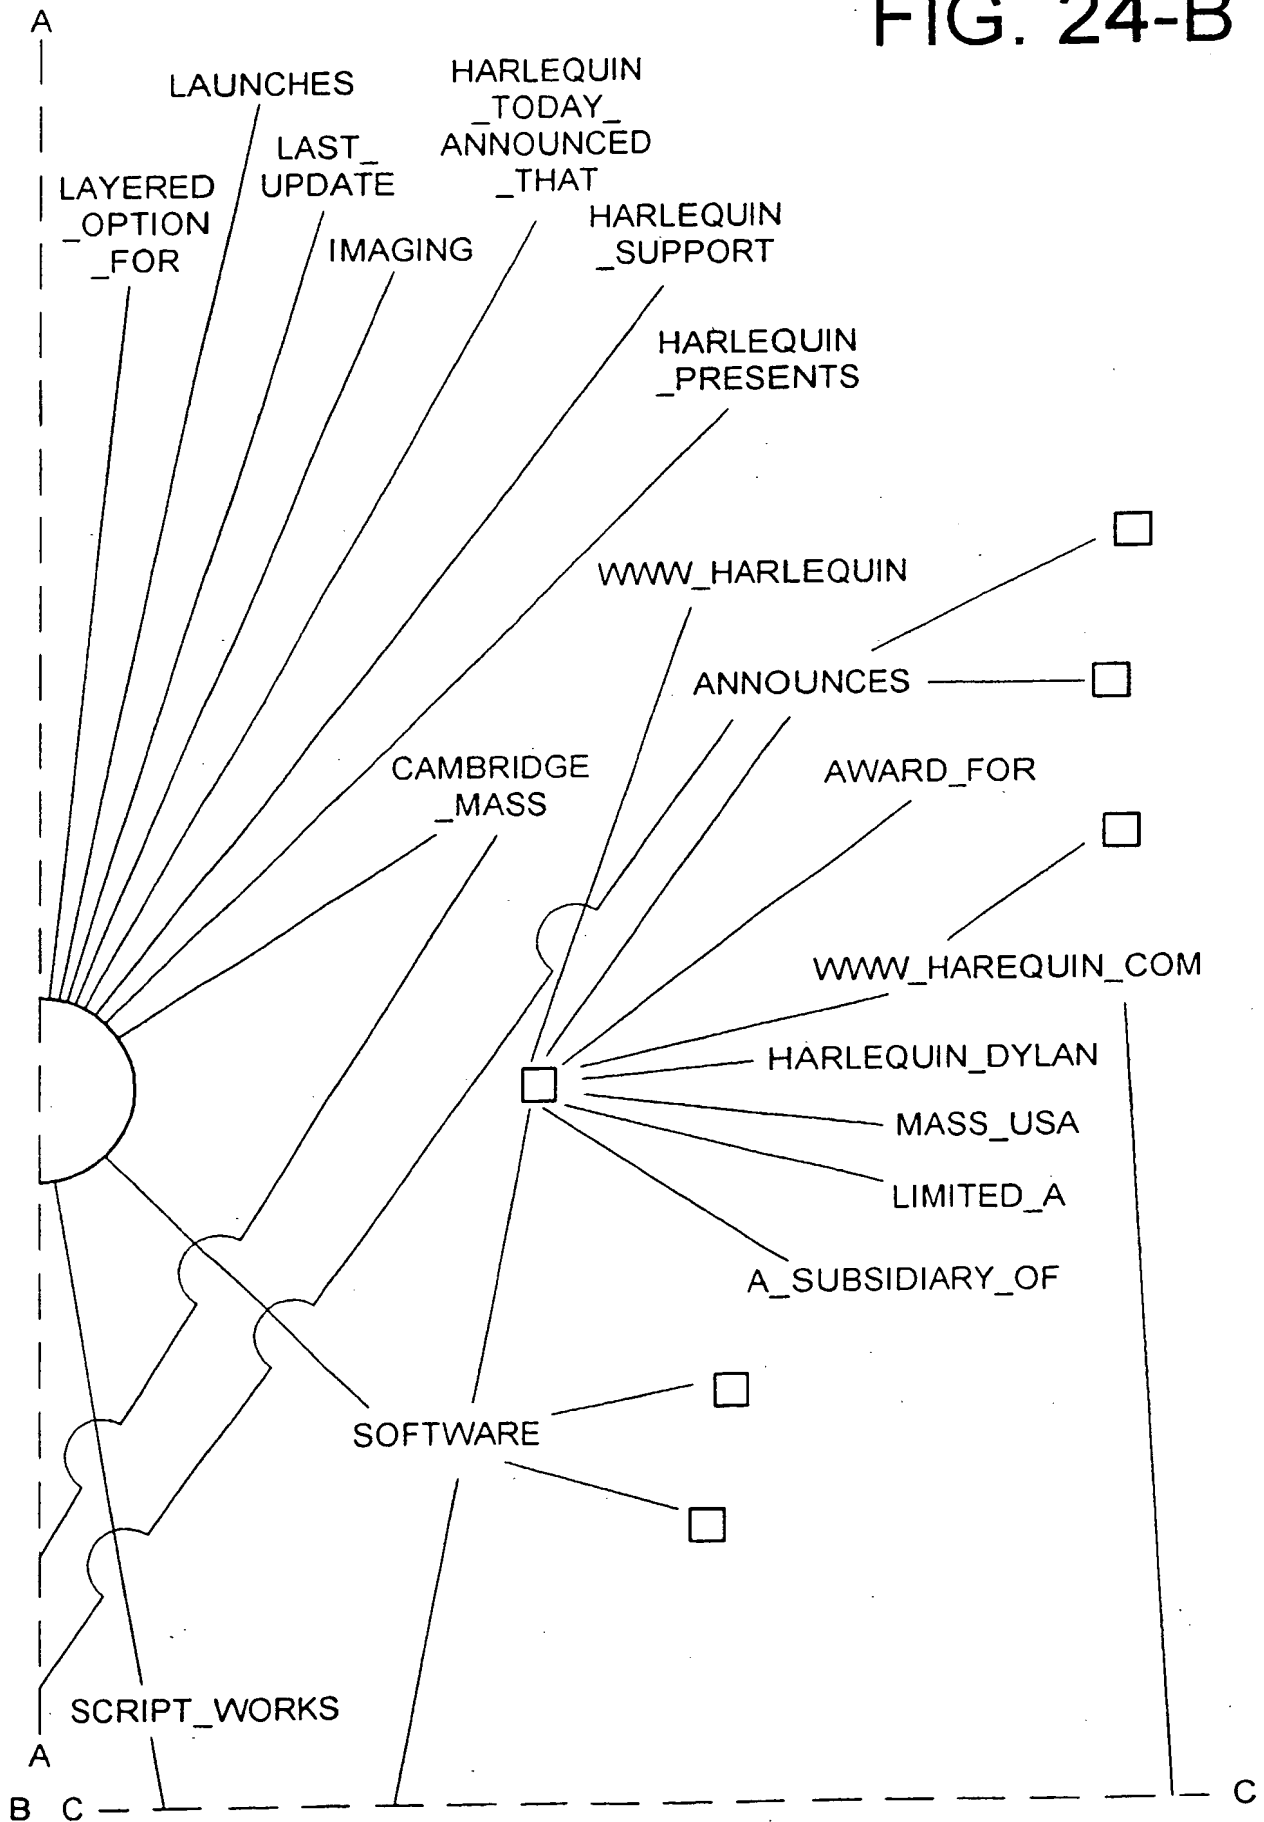 A
FIG. 24-B
LAUNCHES
HARLEQUIN
_TODAY_
ANNOUNCED
_THAT
LAST_
UPDATE
LAYERED
_OPTION
_FOR
IMAGING
HARLEQUIN
_SUPPORT
HARLEQUIN
_PRESENTS
WWW_HARLEQUIN
ANNOUNCES
CAMBRIDGE
_MASS
AWARD_FOR
WWW_HAREQUIN_COM
HARLEQUIN_DYLAN
MASS_USA
LIMITED_A
A_SUBSIDIARY_OF
SOFTWARE
SCRIPT_WORKS
A
B C
C